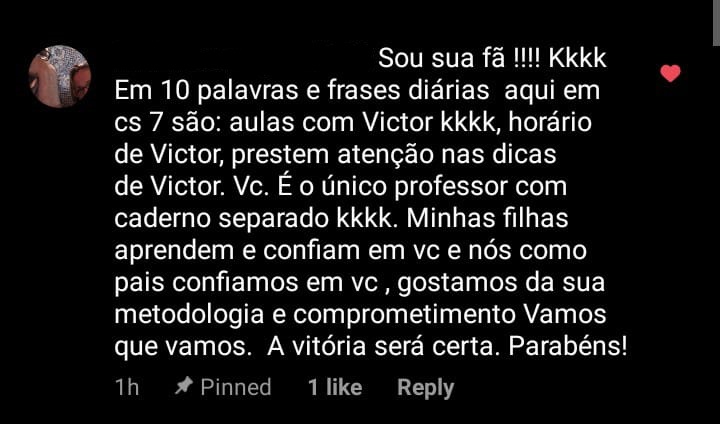 Sou sua fã !!!! Kkkk
Em 10 palavras e frases diárias  aqui em
cs 7 são: aulas com Victor kkkk, horário
de Victor, prestem atenção nas dicas
de Victor. Vc. É o único professor com
caderno separado kkkk. Minhas filhas
aprendem e confiam em vc e nós como
pais confiamos em vc , gostamos da sua
metodologia e comprometimento Vamos
que vamos.  A vitória será certa. Parabéns!
1h Pinned 1 like Reply